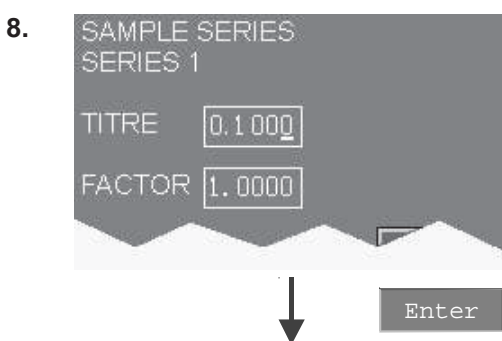 8.
SAMPLE SERIES
SERIES 1
TITRE 0.1000
FACTOR 1.0000
Enter